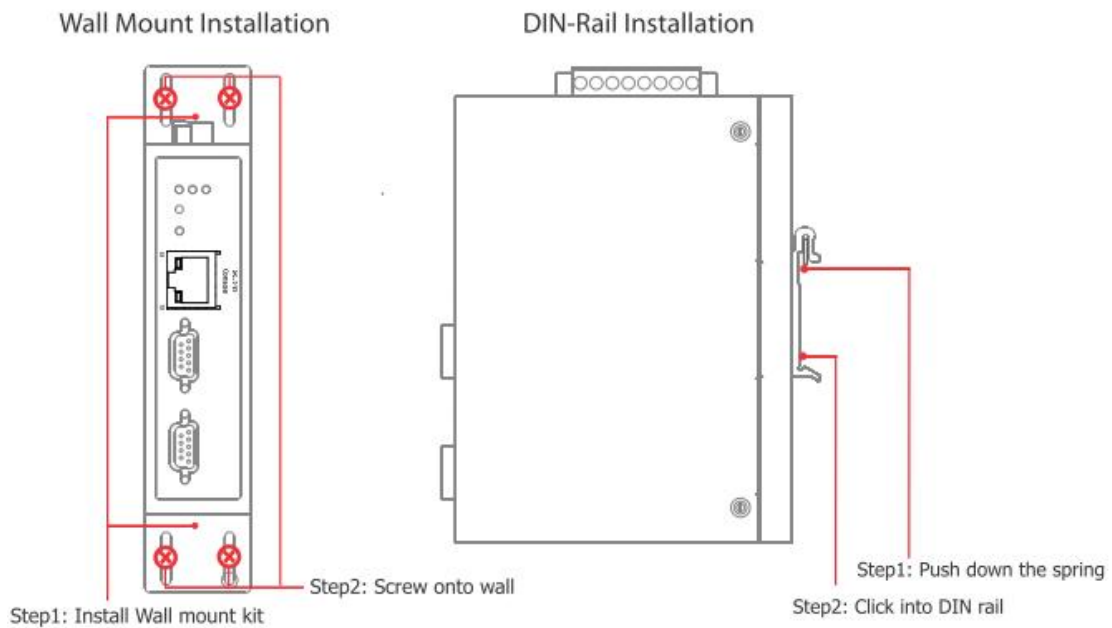 Wall Mount Installation
DIN-Rail Installation
Step2: Screw onto wall
Step1: Install Wall mount kit
Step1: Push down the spring
Step2: Click into DIN rail